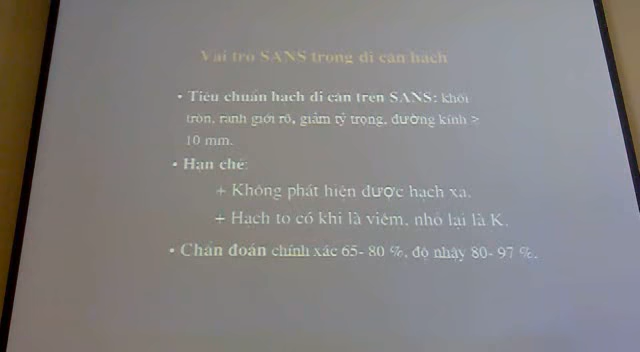 Vai trò SANS trong di căn hạch
• Tiêu chuẩn hạch di căn trên SANS: khối
tròn, ranh giới rõ, giảm tỷ trọng, đường kính ≥
10 mm.
• Hạn chế:
+ Không phát hiện được hạch xa.
+ Hạch to có khi là viêm, nhỏ lại là K.
• Chẩn đoán chính xác 65- 80 %, độ nhậy 80- 97 %.